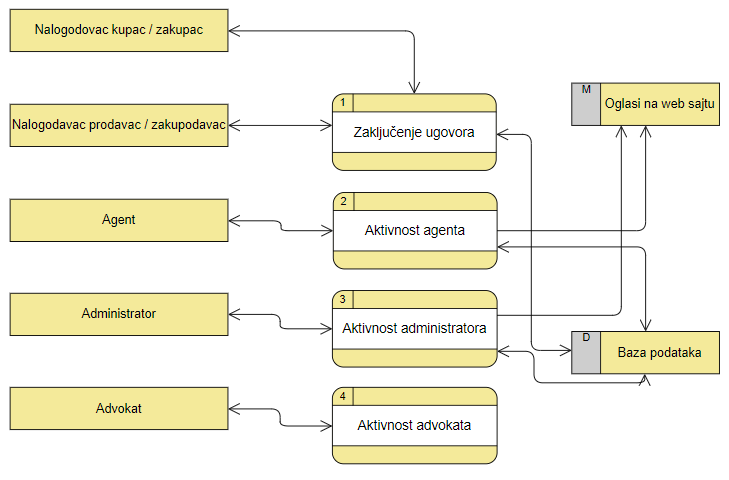 Nalogodovac kupac / zakupac
1
M
Oglasi na web sajtu
Nalogodavac prodavac / zakupodavac
Zaključenje ugovora
2
Agent
Aktivnost agenta
3
Administrator
Aktivnost administratora
D
Baza podataka
4
Advokat
Aktivnost advokata